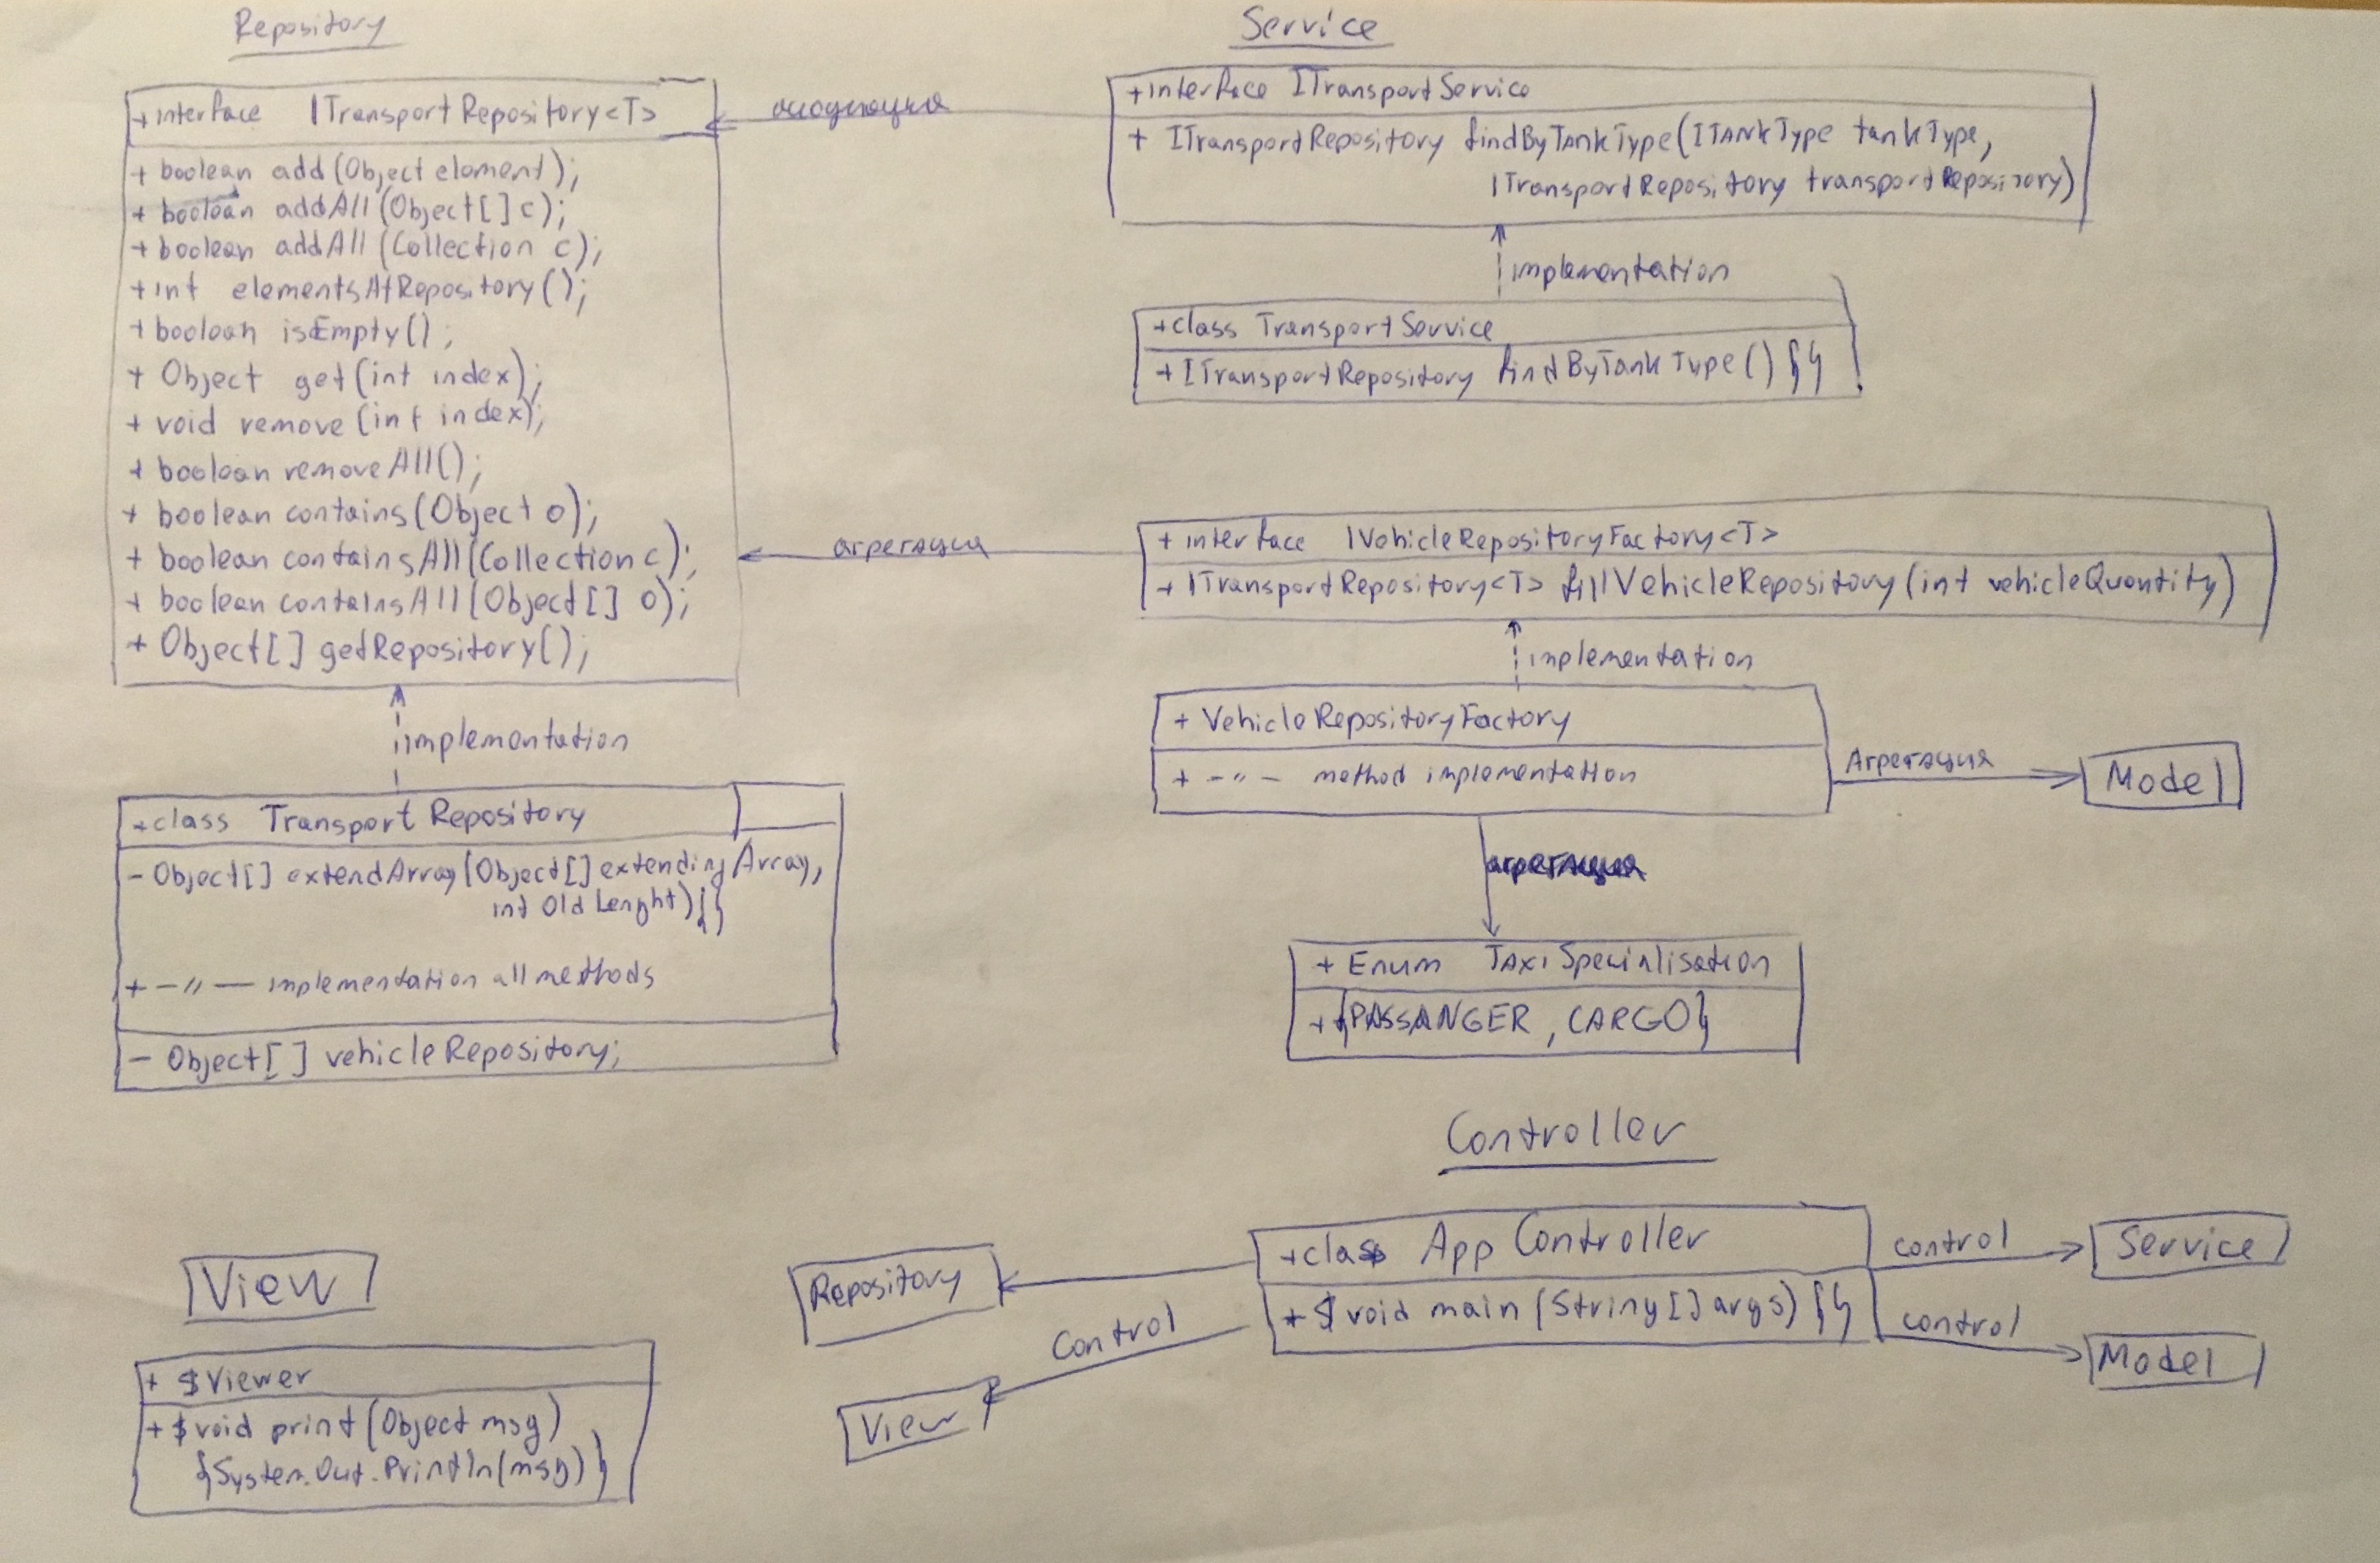 Repository
+ interface ITransportRepository<T>
+ boolean add(Object eloment);
+ boolean addAll(Object[] c);
+ boolean addAll(Collection c);
+ int elementsAtRepository();
+ boolean isEmpty();
+ Object get(int index);
+ void remove(int index);
+ boolean removeAll();
+ boolean contains(Object o);
+ boolean containsAll(Collection c);
+ boolean containsAll(Object[] o);
+ Object[] getRepository();
implementation
+ class TransportRepository
- Object[] extendArray(Object[] extendingArray,
int OldLenght){}
+ -〃- implementation all methods
- Object[] vehicleRepository;
Service
+ interface ITransportService
+ ITransportRepository findByTankType(ITANKType tankType,
ITransportRepository transportRepository)
implementation
+ class TransportService
+ ITransportRepository findByTankType() {}
агрегация
+ interface IVehicleRepositoryFactory<T>
+ ITransportRepository<T> fillVehicleRepository(int vehicleQuantity)
implementation
+ VehicleRepositoryFactory
+ -〃- method implementation
Агрегация
Model
агрегация
+ Enum TaxiSpecialisation
+ {PASSANGER, CARGO}
Controller
+ class App Controller
+ $ void main (String[] args) {}
Repository
control
View
control
Service
control
Model
View
+ $Viewer
+ $void print(Object msg)
{System.Out.Println(msg)}